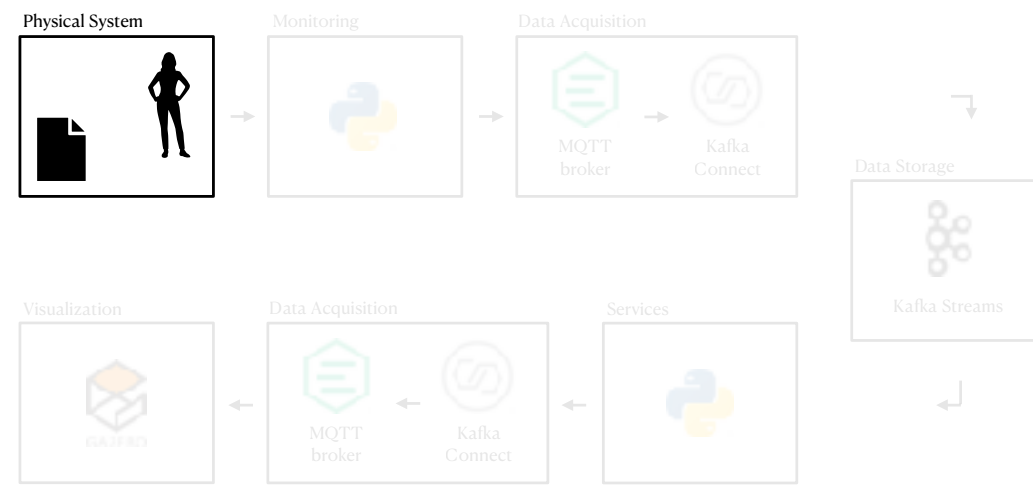 Physical System
Monitoring
Data Acquisition
MQTT
broker
Kafka
Connect
Data Storage
Kafka Streams
Visualization
Data Acquisition
Services
GAMMS
MQTT
broker
Kafka
Connect